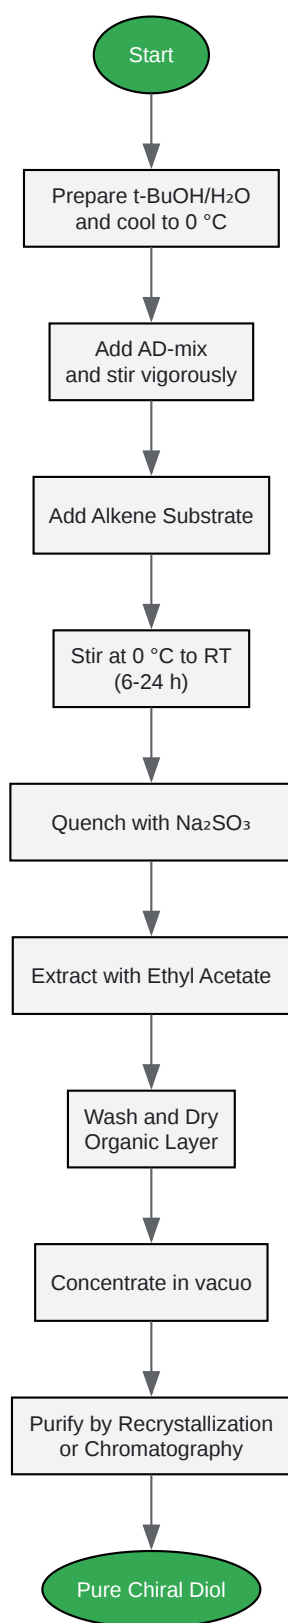 Start
Prepare t-BuOH/H₂O
and cool to 0 °C
Add AD-mix
and stir vigorously
Add Alkene Substrate
Stir at 0 °C to RT
(6-24 h)
Quench with Na₂SO₃
Extract with Ethyl Acetate
Wash and Dry
Organic Layer
Concentrate in vacuo
Purify by Recrystallization
or Chromatography
Pure Chiral Diol